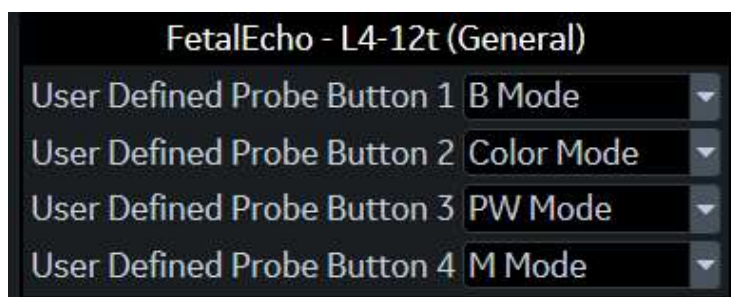 FetalEcho - L4-12t (General)
User Defined Probe Button 1 B Mode
User Defined Probe Button 2 Color Mode
User Defined Probe Button 3 PW Mode
User Defined Probe Button 4 M Mode